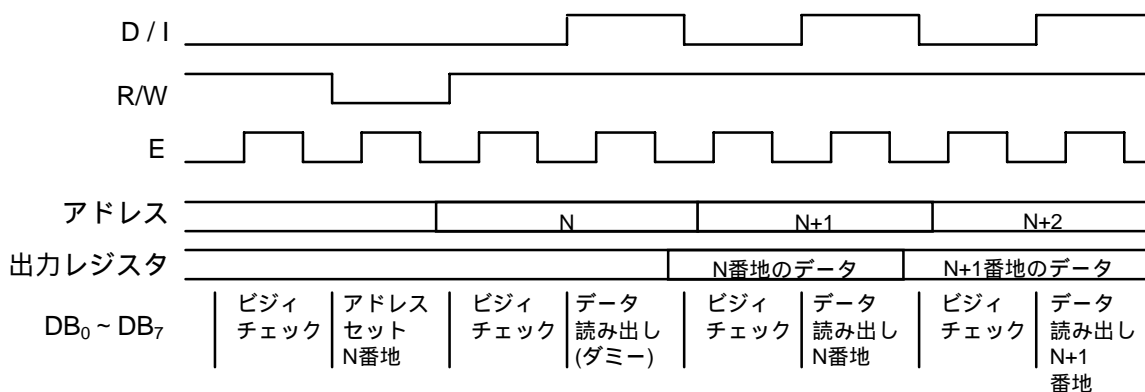 D / I
R/W
E
アドレス N N+1 N+2
出力レジスタ N番地のデータ N+1番地のデータ
DB0 ~ DB7
ビジィ
チェック
アドレス
セット
N番地
ビジィ
チェック
データ
読み出し
(ダミー)
ビジィ
チェック
データ
読み出し
N番地
ビジィ
チェック
データ
読み出し
N+1
番地